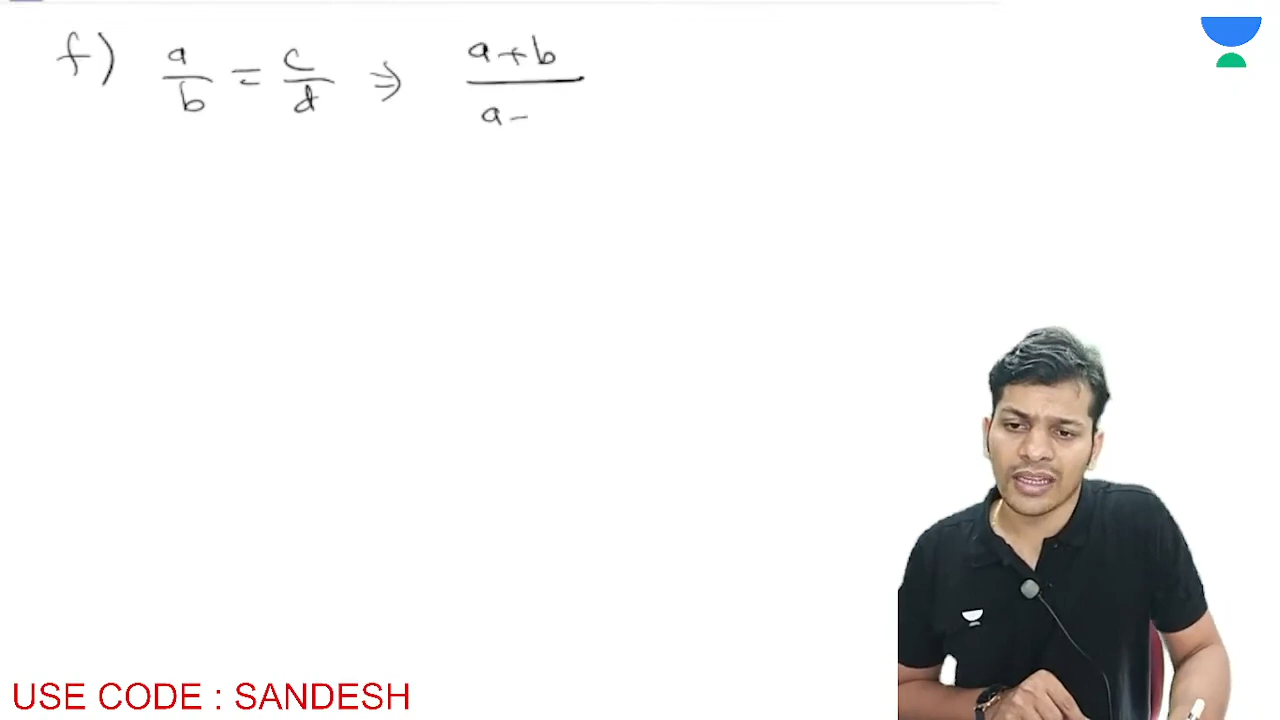 f) a/b = c/d ⇒ a+b/a-
USE CODE : SANDESH